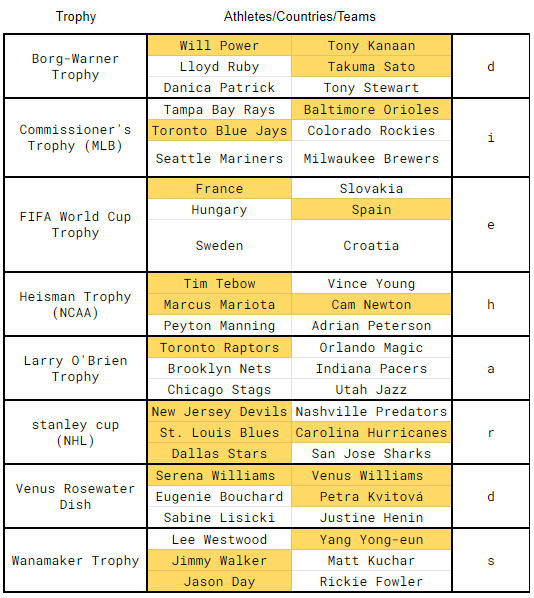 Trophy Athletes/Countries/Teams
Borg-Warner
Trophy
Will Power Tony Kanaan
Lloyd Ruby Takuma Sato
Danica Patrick Tony Stewart
d
Commissioner's
Trophy (MLB)
Tampa Bay Rays Baltimore Orioles
Toronto Blue Jays Colorado Rockies
Seattle Mariners Milwaukee Brewers
i
FIFA World Cup
Trophy
France Slovakia
Hungary Spain
Sweden Croatia
e
Heisman Trophy
(NCAA)
Tim Tebow Vince Young
Marcus Mariota Cam Newton
Peyton Manning Adrian Peterson
h
Larry O'Brien
Trophy
Toronto Raptors Orlando Magic
Brooklyn Nets Indiana Pacers
Chicago Stags Utah Jazz
a
stanley cup
(NHL)
New Jersey Devils Nashville Predators
St. Louis Blues Carolina Hurricanes
Dallas Stars San Jose Sharks
r
Venus Rosewater
Dish
Serena Williams Venus Williams
Eugenie Bouchard Petra Kvitová
Sabine Lisicki Justine Henin
d
Wanamaker Trophy
Lee Westwood Yang Yong-eun
Jimmy Walker Matt Kuchar
Jason Day Rickie Fowler
s